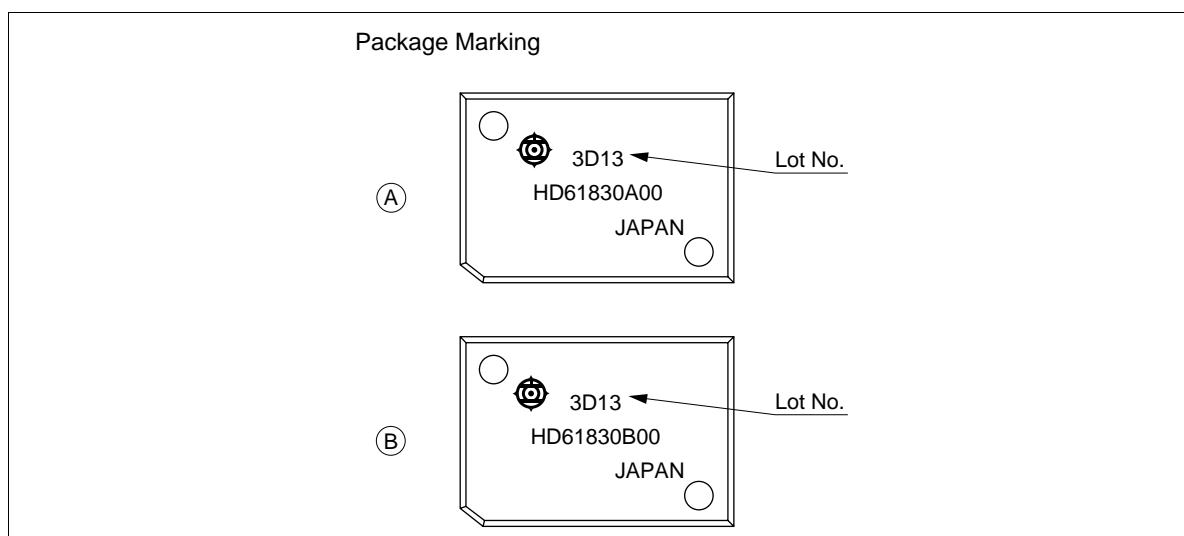 Package Marking
3D13
Lot No.
A
HD61830A00
JAPAN
3D13
Lot No.
B
HD61830B00
JAPAN